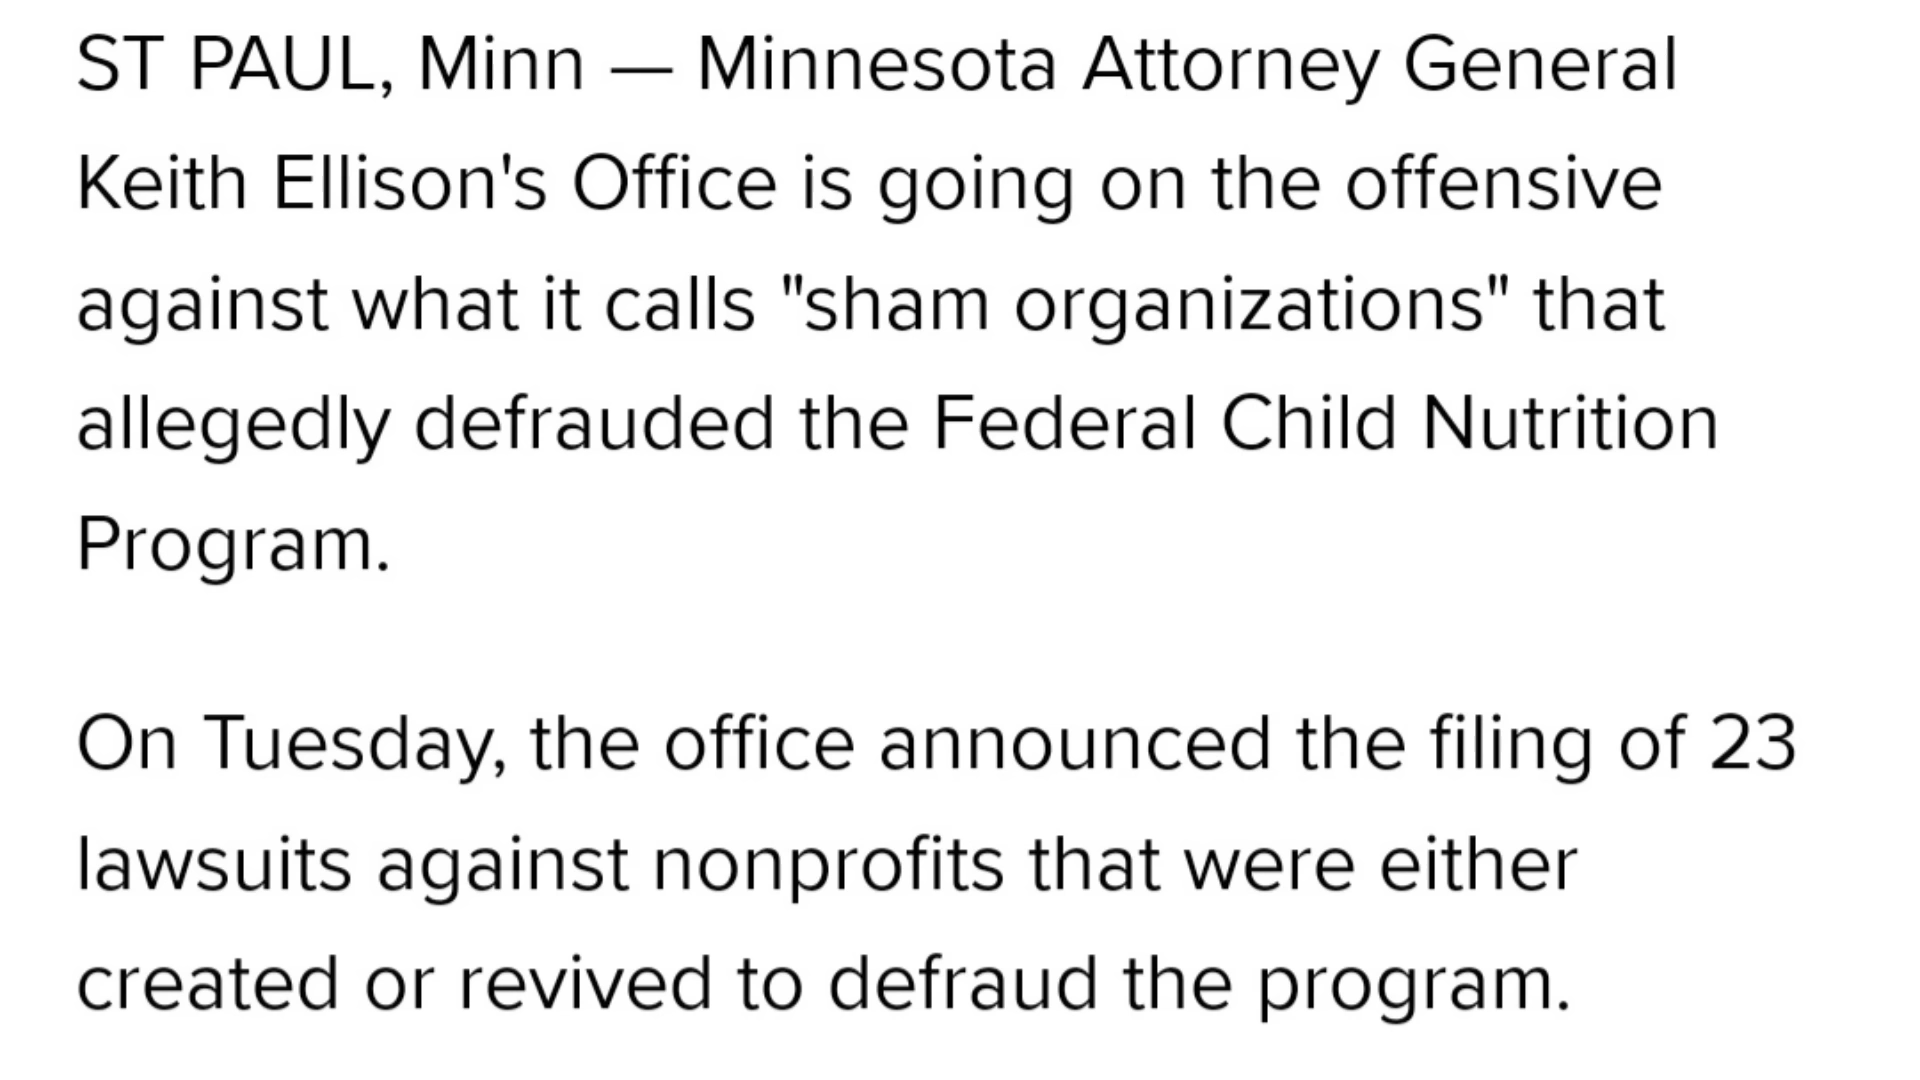 ST PAUL, Minn — Minnesota Attorney General
Keith Ellison's Office is going on the offensive
against what it calls "sham organizations" that
allegedly defrauded the Federal Child Nutrition
Program.
On Tuesday, the office announced the filing of 23
lawsuits against nonprofits that were either
created or revived to defraud the program.